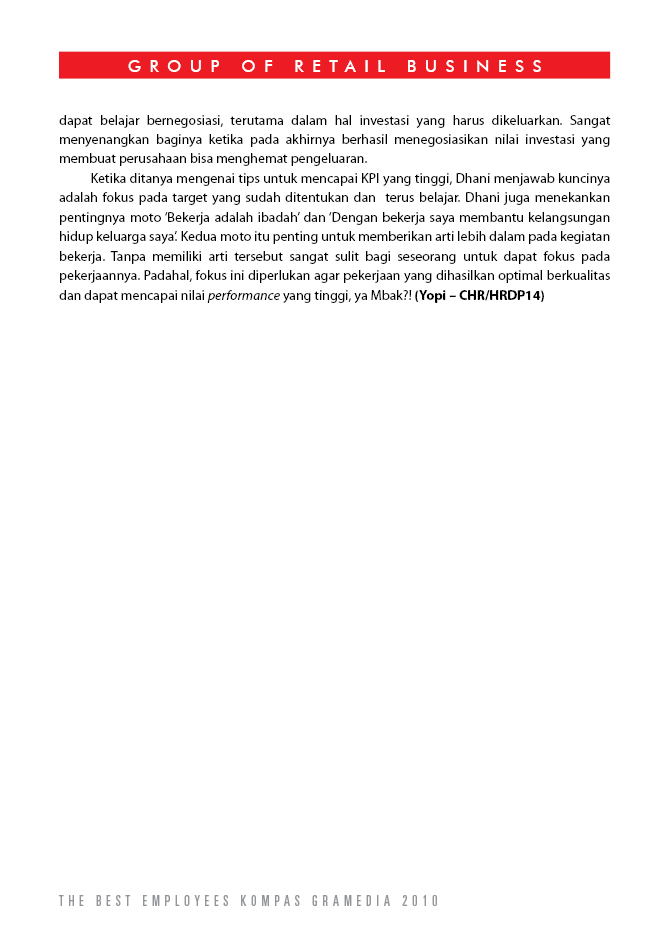 GROUP OF RETAIL BUSINESS
dapat belajar bernegosiasi, terutama dalam hal investasi yang harus dikeluarkan. Sangat
menyenangkan baginya ketika pada akhirnya berhasil menegosiasikan nilai investasi yang
membuat perusahaan bisa menghemat pengeluaran.
Ketika ditanya mengenai tips untuk mencapai KPI yang tinggi, Dhani menjawab kuncinya
adalah fokus pada target yang sudah ditentukan dan  terus belajar. Dhani juga menekankan
pentingnya moto ‘Bekerja adalah ibadah’ dan ‘Dengan bekerja saya membantu kelangsungan
hidup keluarga saya’. Kedua moto itu penting untuk memberikan arti lebih dalam pada kegiatan
bekerja. Tanpa memiliki arti tersebut sangat sulit bagi seseorang untuk dapat fokus pada
pekerjaannya. Padahal, fokus ini diperlukan agar pekerjaan yang dihasilkan optimal berkualitas
dan dapat mencapai nilai performance yang tinggi, ya Mbak?! (Yopi – CHR/HRDP14)
THE BEST EMPLOYEES KOMPAS GRAMEDIA 2010